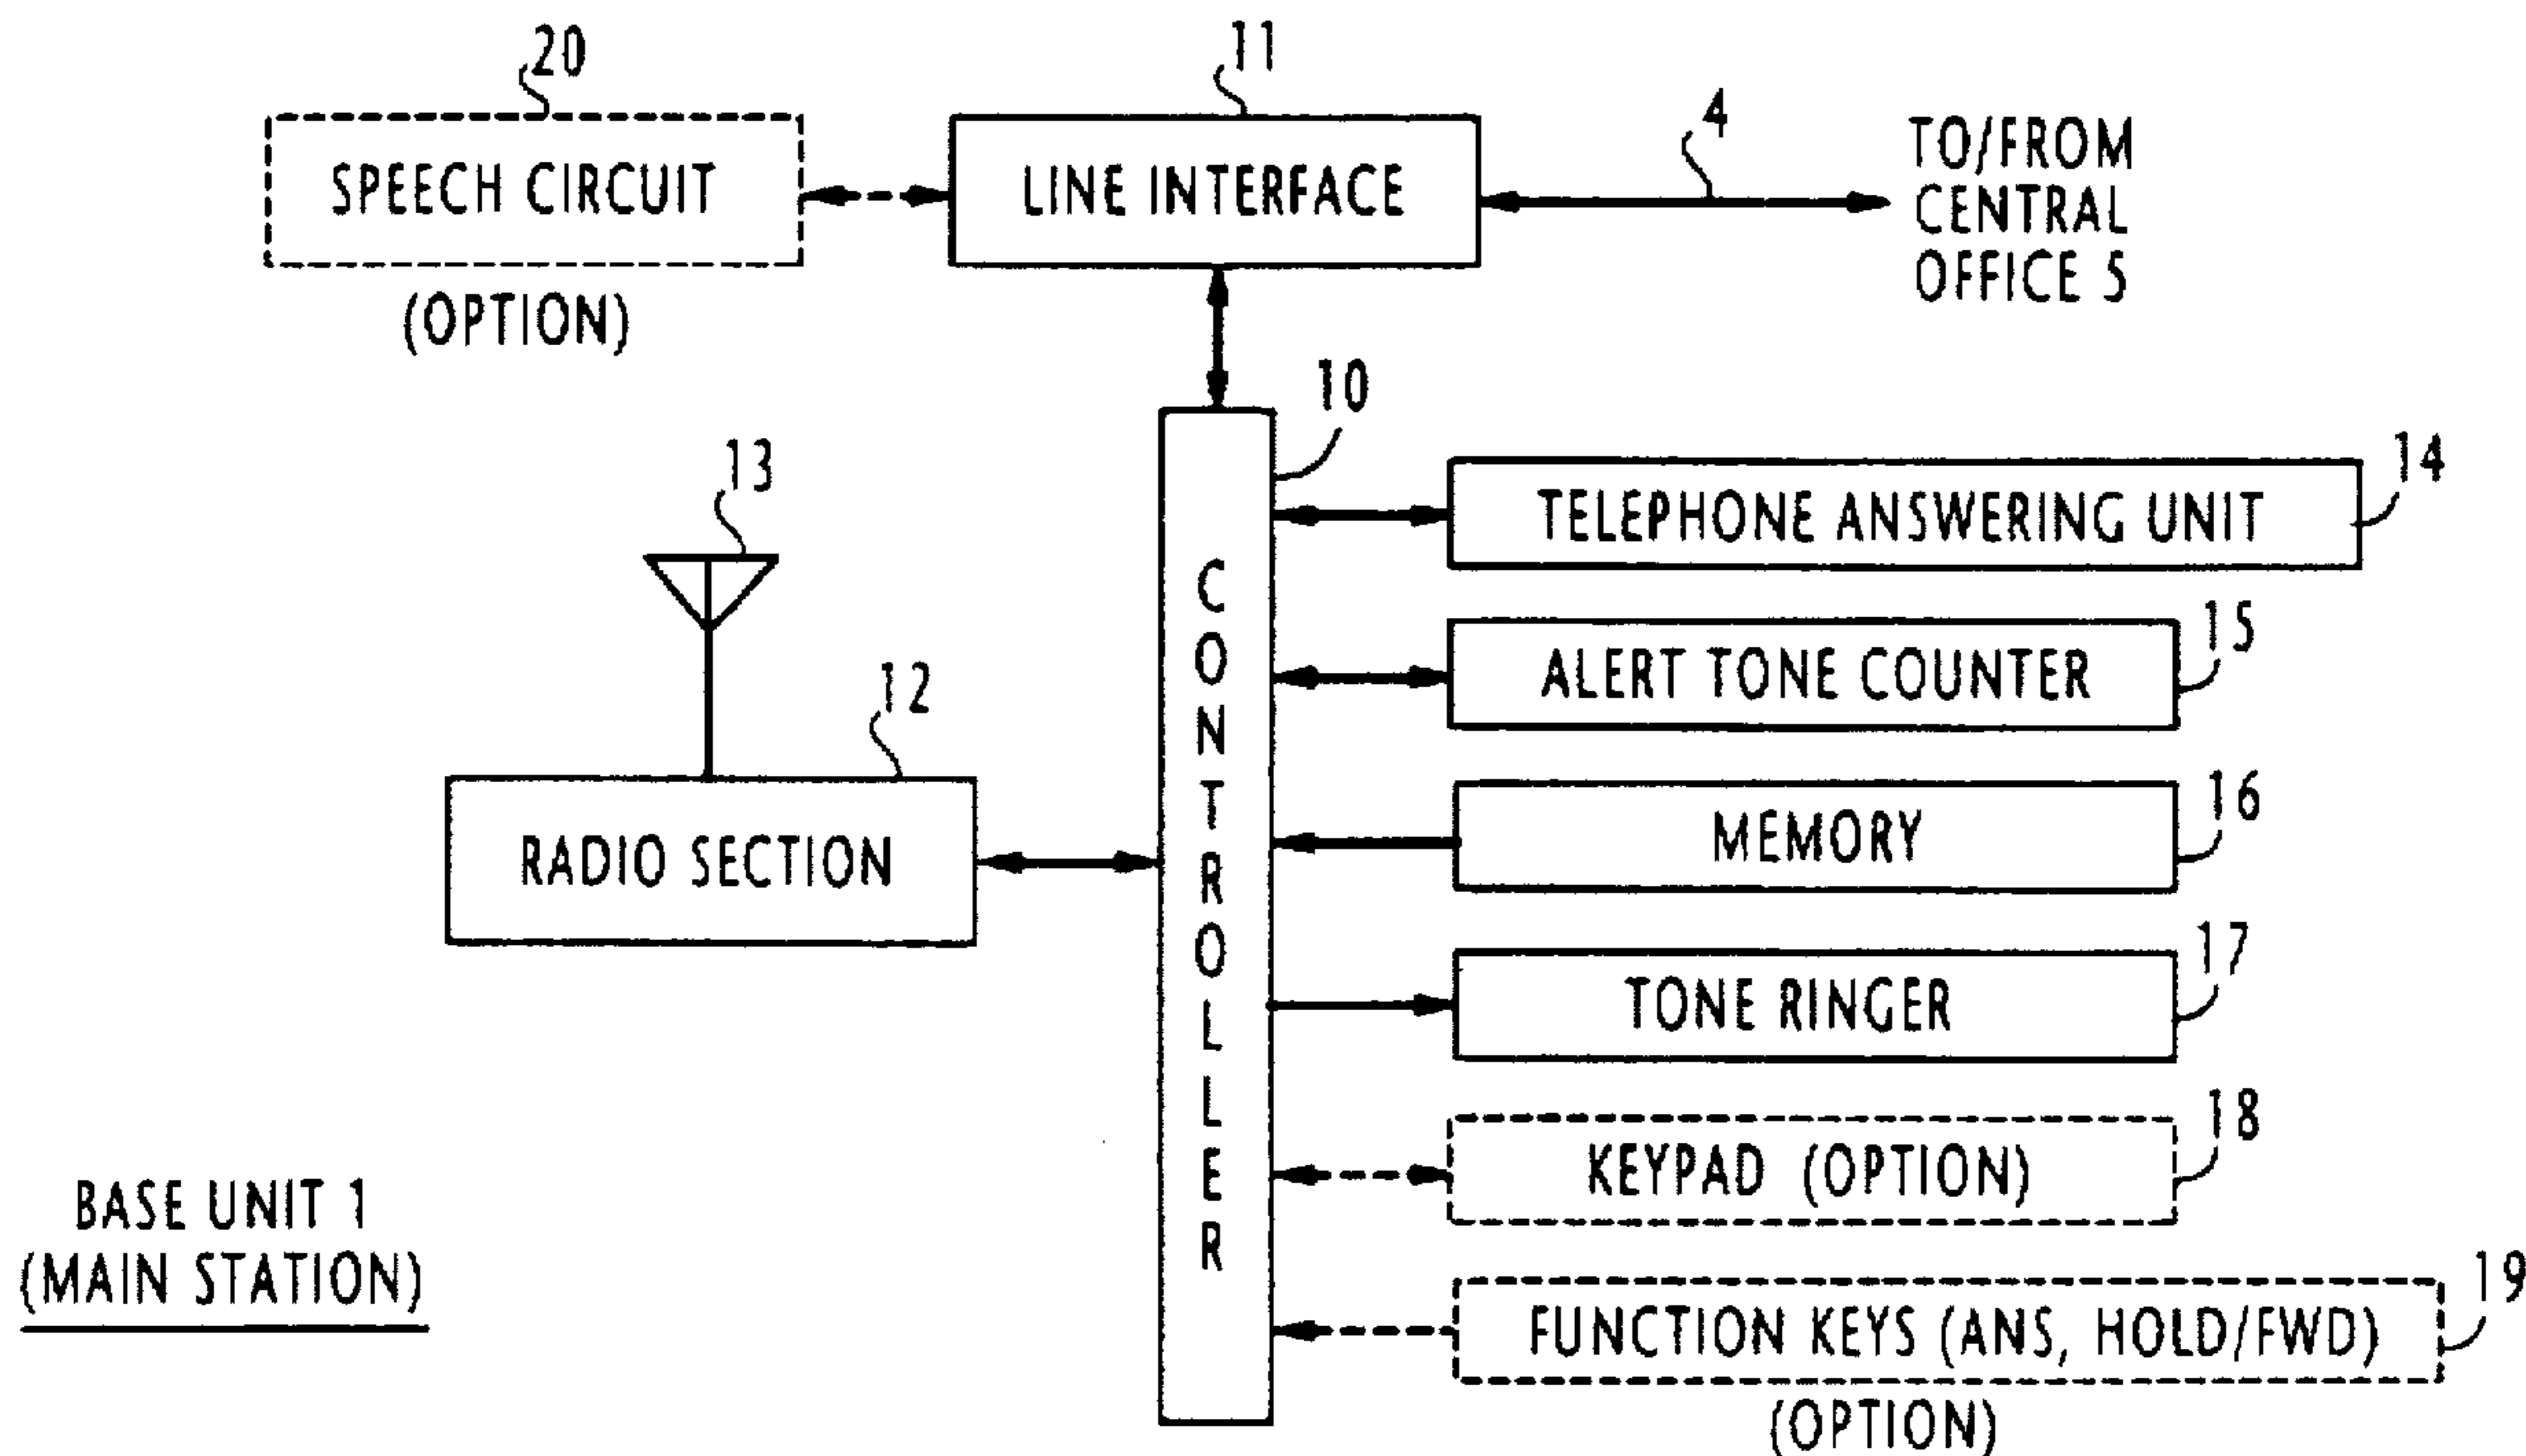 20
SPEECH CIRCUIT
(OPTION)
11
LINE INTERFACE
4
TO/FROM
CENTRAL
OFFICE 5
10
CONTROLLER
13
12
RADIO SECTION
14
TELEPHONE ANSWERING UNIT
15
ALERT TONE COUNTER
16
MEMORY
17
TONE RINGER
18
KEYPAD (OPTION)
19
FUNCTION KEYS (ANS, HOLD/FWD)
(OPTION)
BASE UNIT 1
(MAIN STATION)